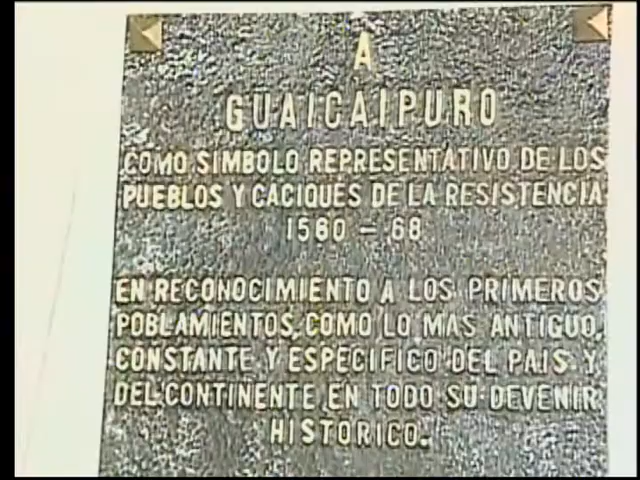 A
GUAICAIPURO
COMO SIMBOLO REPRESENTATIVO DE LOS
PUEBLOS Y CACIQUES DE LA RESISTENCIA
1560 - 68
EN RECONOCIMIENTO A LOS PRIMEROS
POBLAMIENTOS, COMO LO MAS ANTIGUO,
CONSTANTE Y ESPECIFICO DEL PAIS Y
DEL CONTINENTE EN TODO SU DEVENIR
HISTORICO.